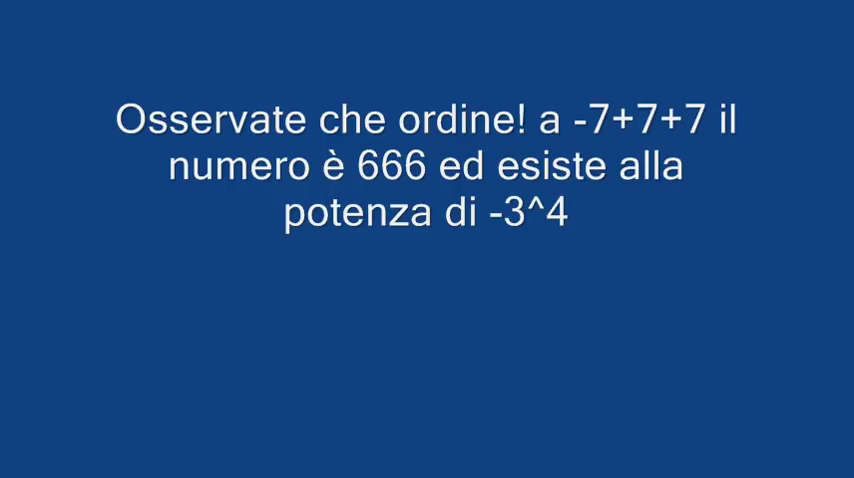 Osservate che ordine! a -7+7+7 il
numero è 666 ed esiste alla
potenza di -3^4